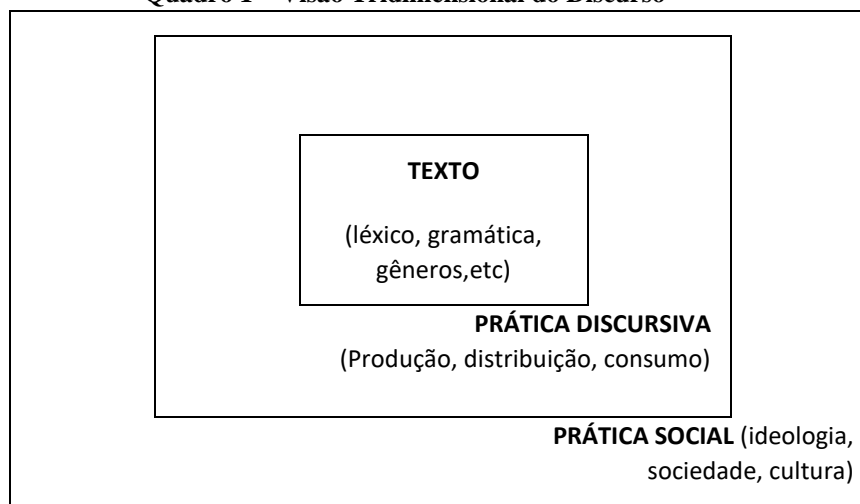 Quadro 1 – Visão Tridimensional do Discurso
TEXTO
(léxico, gramática,
gêneros,etc)
PRÁTICA DISCURSIVA
(Produção, distribuição, consumo)
PRÁTICA SOCIAL (ideologia,
sociedade, cultura)